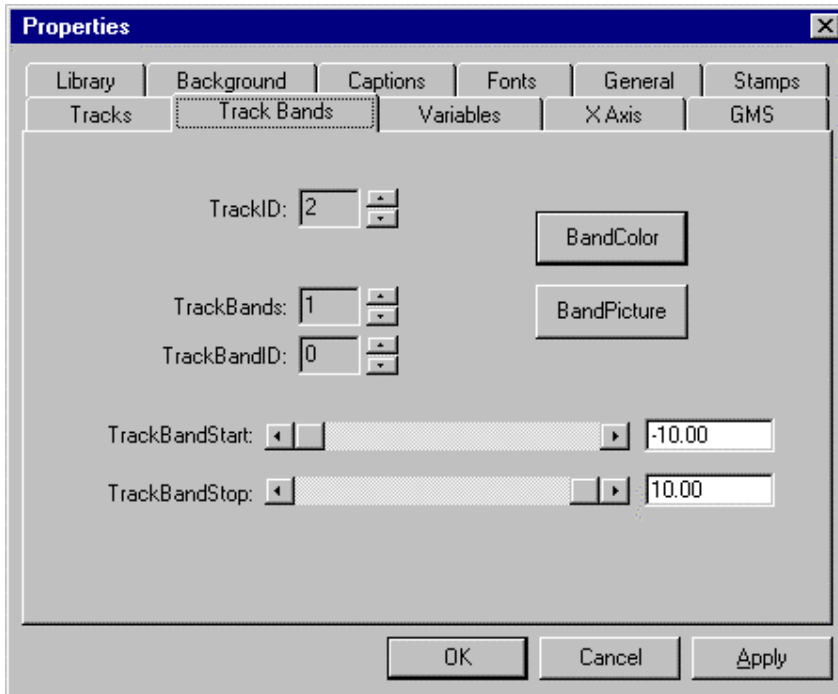 Properties
Library Background Captions Fonts General Stamps
Tracks Track Bands Variables X Axis GMS
TrackID: 2
BandColor
TrackBands: 1
BandPicture
TrackBandID: 0
TrackBandStart: -10.00
TrackBandStop: 10.00
OK Cancel Apply